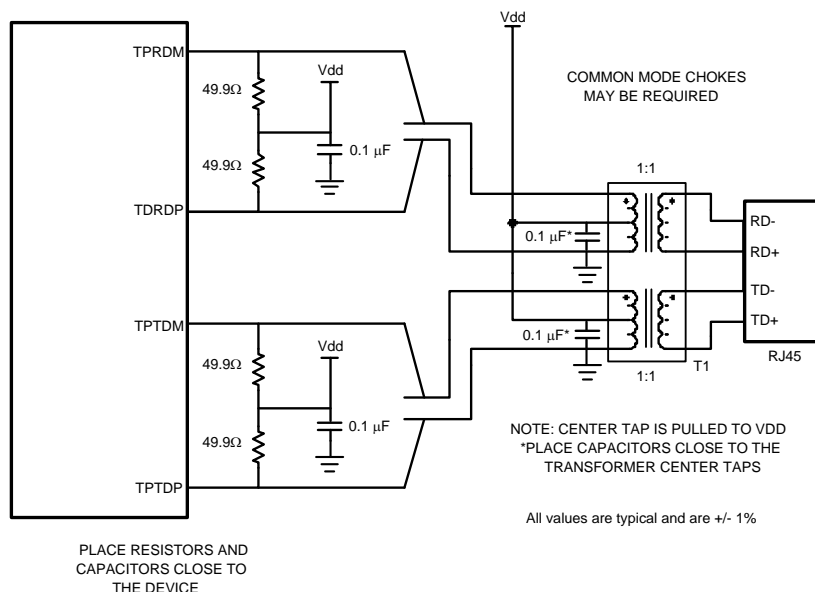 Vdd
TPRDM
49.9Ω
Vdd
COMMON MODE CHOKES
MAY BE REQUIRED
0.1 μF
49.9Ω
1:1
TDRDP
RD-
0.1 μF*
RD+
TD-
TPTDM
TD+
0.1 μF*
Vdd
49.9Ω
T1
RJ45
1:1
0.1 μF
49.9Ω
NOTE: CENTER TAP IS PULLED TO VDD
*PLACE CAPACITORS CLOSE TO THE
TRANSFORMER CENTER TAPS
TPTDP
All values are typical and are +/- 1%
PLACE RESISTORS AND
CAPACITORS CLOSE TO
THE DEVICE